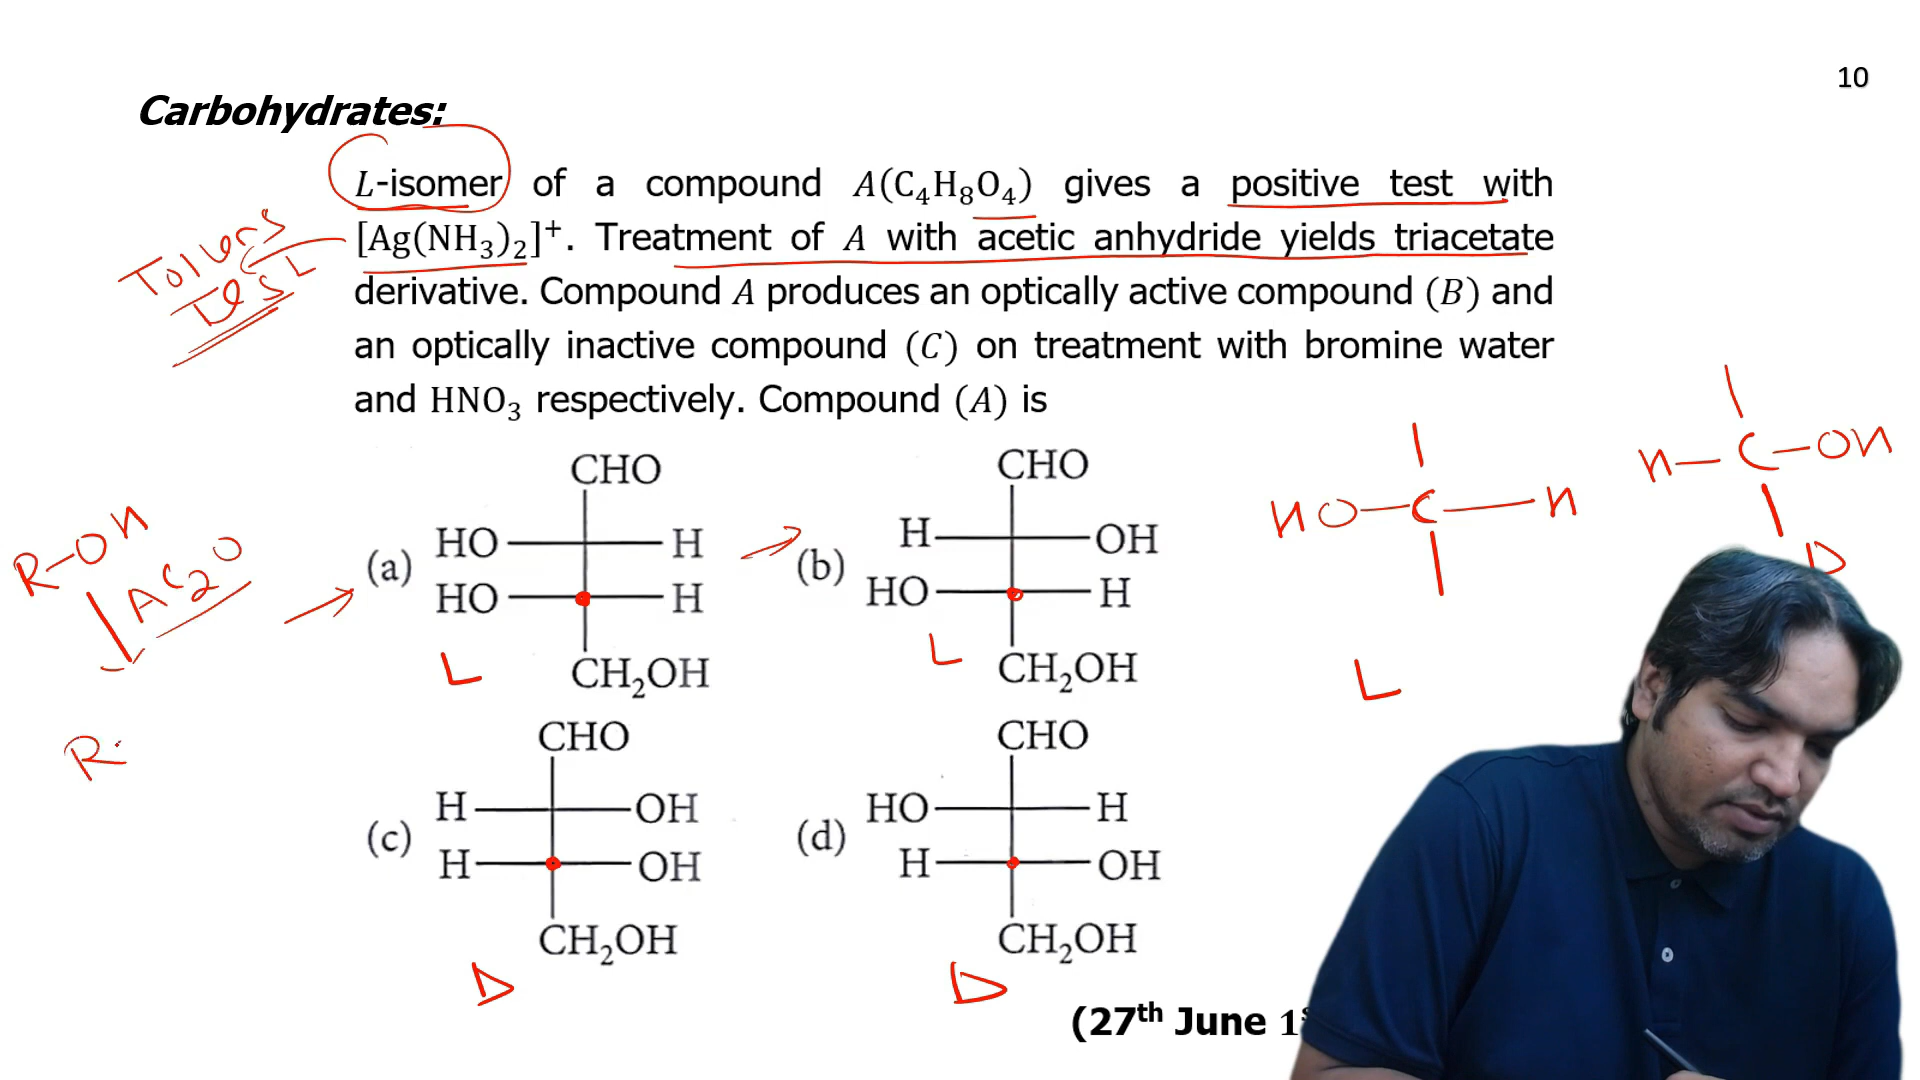 10
Carbohydrates:
L-isomer of a compound A(C₄H₈O₄) gives a positive test with
[Ag(NH₃)₂]⁺. Treatment of A with acetic anhydride yields triacetate
derivative. Compound A produces an optically active compound (B) and
an optically inactive compound (C) on treatment with bromine water
and HNO₃ respectively. Compound (A) is
Tollers
Test
R-OH
Ac₂O
R
(a)
CHO
HO H
HO H
CH₂OH
L
(b)
CHO
H OH
HO H
CH₂OH
L
(c)
CHO
H OH
H OH
CH₂OH
D
(d)
CHO
HO H
H OH
CH₂OH
D
HO-C-H
L
H-C-OH
D
(27th June 1